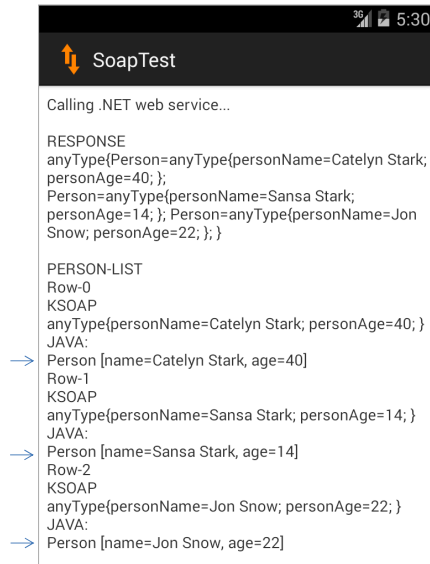 3G 5:30
SoapTest
Calling .NET web service...
RESPONSE
anyType{Person=anyType{personName=Catelyn Stark;
personAge=40; };
Person=anyType{personName=Sansa Stark;
personAge=14; }; Person=anyType{personName=Jon
Snow; personAge=22; }; }
PERSON-LIST
Row-0
KSOAP
anyType{personName=Catelyn Stark; personAge=40; }
JAVA:
Person [name=Catelyn Stark, age=40]
Row-1
KSOAP
anyType{personName=Sansa Stark; personAge=14; }
JAVA:
Person [name=Sansa Stark, age=14]
Row-2
KSOAP
anyType{personName=Jon Snow; personAge=22; }
JAVA:
Person [name=Jon Snow, age=22]